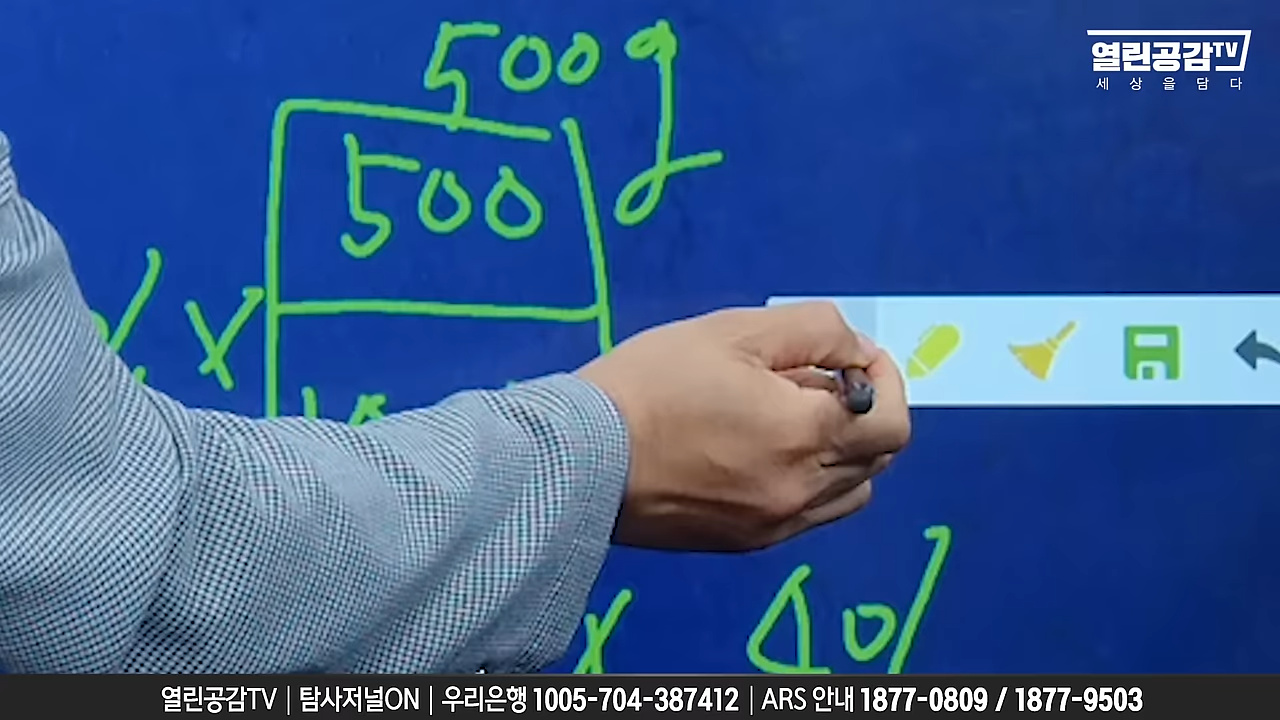 500g
열린공감TV
세상을담다
500
% X
X 40%
열린공감TV | 탐사저널ON | 우리은행 1005-704-387412 | ARS 안내 1877-0809 / 1877-9503